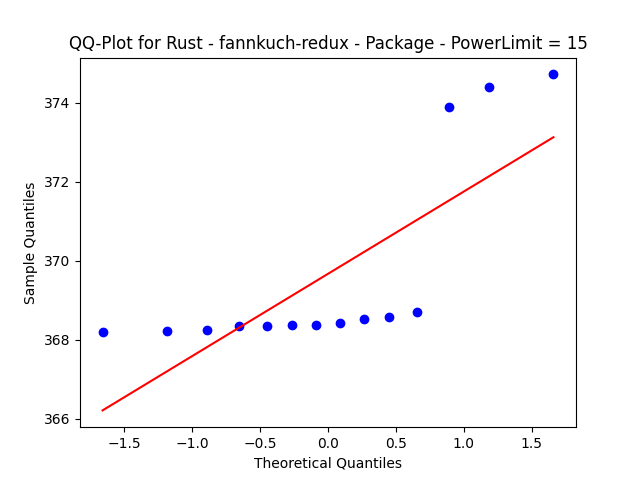 QQ-Plot for Rust - fannkuch-redux - Package - PowerLimit = 15
374
372
370
368
366
Sample Quantiles
−1.5 −1.0 −0.5 0.0 0.5 1.0 1.5
Theoretical Quantiles